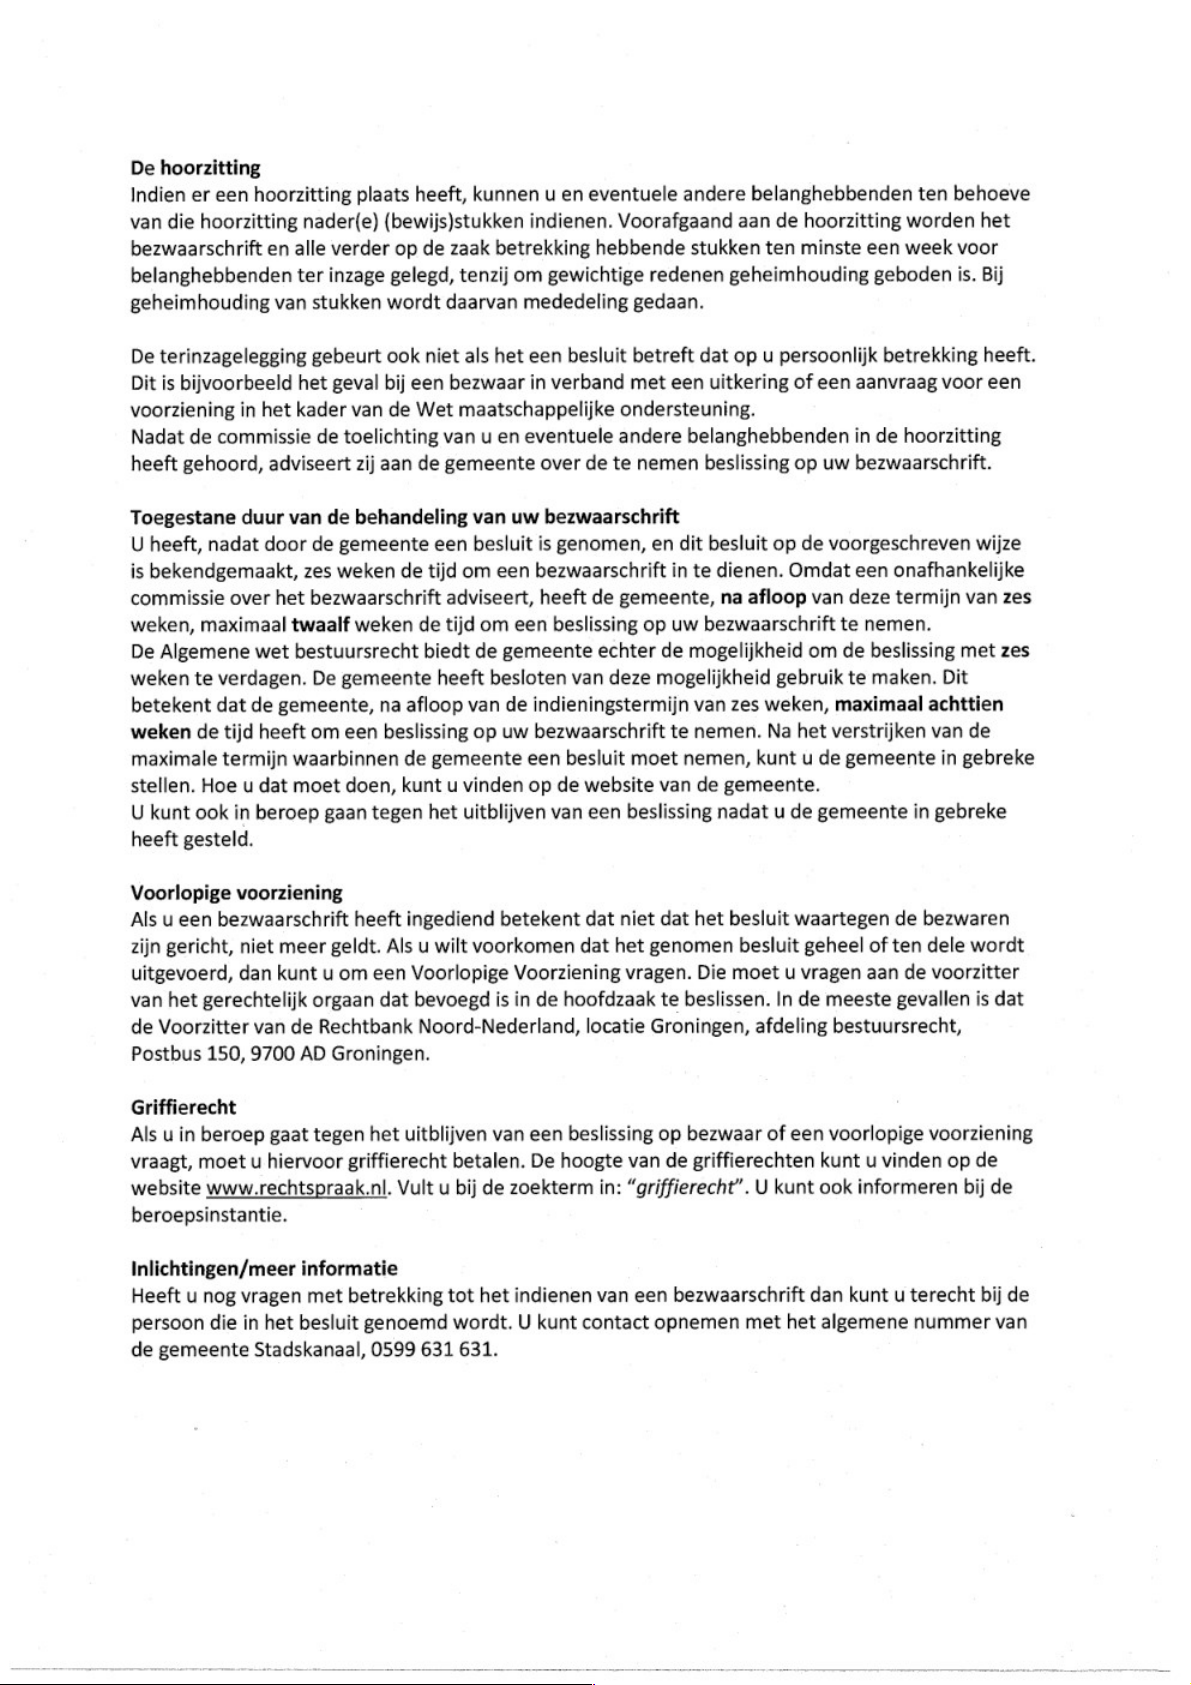 De hoorzitting
Indien er een hoorzitting plaats heeft, kunnen u en eventuele andere belanghebbenden ten behoeve
van die hoorzitting nader(e) (bewijs)stukken indienen. Voorafgaand aan de hoorzitting worden het
bezwaarschrift en alle verder op de zaak betrekking hebbende stukken ten minste een week voor
belanghebbenden ter inzage gelegd, tenzij om gewichtige redenen geheimhouding geboden is. Bij
geheimhouding van stukken wordt daarvan mededeling gedaan.
De terinzagelegging gebeurt ook niet als het een besluit betreft dat op u persoonlijk betrekking heeft.
Dit is bijvoorbeeld het geval bij een bezwaar in verband met een uitkering of een aanvraag voor een
voorziening in het kader van de Wet maatschappelijke ondersteuning.
Nadat de commissie de toelichting van u en eventuele andere belanghebbenden in de hoorzitting
heeft gehoord, adviseert zij aan de gemeente over de te nemen beslissing op uw bezwaarschrift.
Toegestane duur van de behandeling van uw bezwaarschrift
U heeft, nadat door de gemeente een besluit is genomen, en dit besluit op de voorgeschreven wijze
is bekendgemaakt, zes weken de tijd om een bezwaarschrift in te dienen. Omdat een onafhankelijke
commissie over het bezwaarschrift adviseert, heeft de gemeente, na afloop van deze termijn van zes
weken, maximaal twaalf weken de tijd om een beslissing op uw bezwaarschrift te nemen.
De Algemene wet bestuursrecht biedt de gemeente echter de mogelijkheid om de beslissing met zes
weken te verdagen. De gemeente heeft besloten van deze mogelijkheid gebruik te maken. Dit
betekent dat de gemeente, na afloop van de indieningstermijn van zes weken, maximaal achttien
weken de tijd heeft om een beslissing op uw bezwaarschrift te nemen. Na het verstrijken van de
maximale termijn waarbinnen de gemeente een besluit moet nemen, kunt u de gemeente in gebreke
stellen. Hoe u dat moet doen, kunt u vinden op de website van de gemeente.
U kunt ook in beroep gaan tegen het uitblijven van een beslissing nadat u de gemeente in gebreke
heeft gesteld.
Voorlopige voorziening
Als u een bezwaarschrift heeft ingediend betekent dat niet dat het besluit waartegen de bezwaren
zijn gericht, niet meer geldt. Als u wilt voorkomen dat het genomen besluit geheel of ten dele wordt
uitgevoerd, dan kunt u om een Voorlopige Voorziening vragen. Die moet u vragen aan de voorzitter
van het gerechtelijk orgaan dat bevoegd is in de hoofdzaak te beslissen. In de meeste gevallen is dat
de Voorzitter van de Rechtbank Noord-Nederland, locatie Groningen, afdeling bestuursrecht,
Postbus 150, 9700 AD Groningen.
Griffierecht
Als u in beroep gaat tegen het uitblijven van een beslissing op bezwaar of een voorlopige voorziening
vraagt, moet u hiervoor griffierecht betalen. De hoogte van de griffierechten kunt u vinden op de
website www.rechtspraak.nl. Vult u bij de zoekterm in: "griffierecht". U kunt ook informeren bij de
beroepsinstantie.
Inlichtingen/meer informatie
Heeft u nog vragen met betrekking tot het indienen van een bezwaarschrift dan kunt u terecht bij de
persoon die in het besluit genoemd wordt. U kunt contact opnemen met het algemene nummer van
de gemeente Stadskanaal, 0599 631 631.